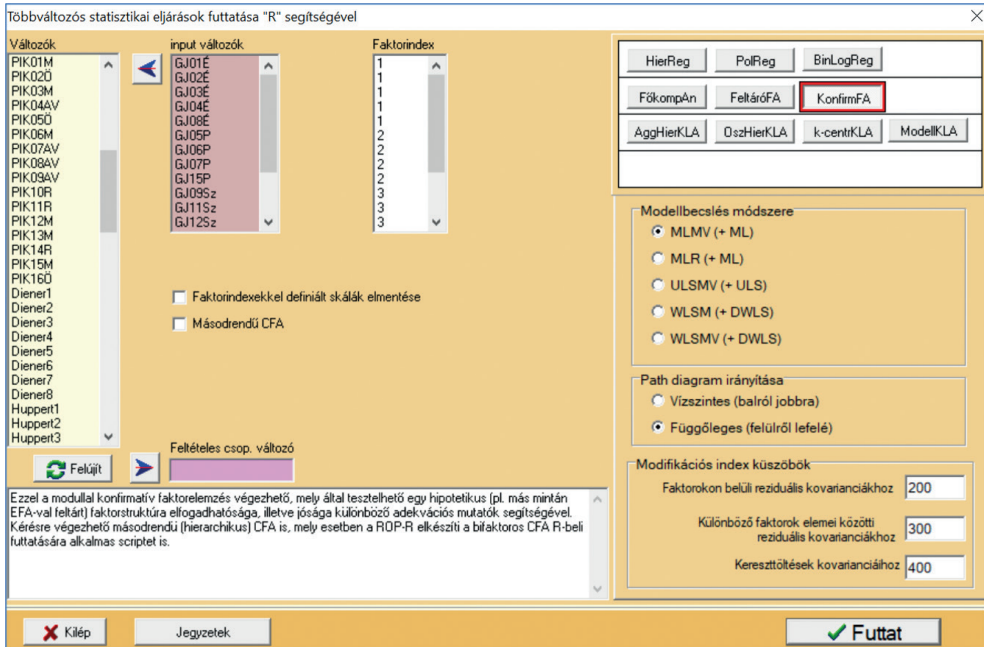 Többváltozós statisztikai eljárások futtatása "R" segítségével
Változók
PIK01M
PIK02Ö
PIK03M
PIK04AV
PIK05Ö
PIK06M
PIK07AV
PIK08AV
PIK09AV
PIK10R
PIK11R
PIK12M
PIK13M
PIK14R
PIK15M
PIK16Ö
Diener1
Diener2
Diener3
Diener4
Diener5
Diener6
Diener7
Diener8
Huppert1
Huppert2
Huppert3
Felújít
input változók
GJ01É
GJ02É
GJ03É
GJ04É
GJ08É
GJ05P
GJ06P
GJ07P
GJ15P
GJ09Sz
GJ11Sz
GJ12Sz
Faktorindex
1
1
1
1
1
2
2
2
2
3
3
3
Faktorindexekkel definiált skálák elmentése
Másodrendű CFA
Feltételes csop. változó
HierReg
PolReg
BinLogReg
FőkompAn
FeltáróFA
KonfirmFA
AggHierKLA
OszHierKLA
k-centrKLA
ModellKLA
Modellbecslés módszere
MLMV (+ ML)
MLR (+ ML)
ULSMV (+ ULS)
WLSM (+ DWLS)
WLSMV (+ DWLS)
Path diagram irányítása
Vízszintes (balról jobbra)
Függőleges (felülről lefelé)
Modifikációs index küszöbök
Faktorokon belüli reziduális kovarianciákhoz 200
Különböző faktorok elemei közötti
reziduális kovarianciákhoz 300
Kereszttöltések kovarianciáihoz 400
Ezzel a modullal konfirmatív faktorelemzés végezhető, mely által tesztelhető egy hipotetikus (pl. más mintán
EFA-val feltárt) faktorstruktúra elfogadhatósága, illetve jósága különböző adekvációs mutatók segítségével.
Kérésre végezhető másodrendű (hierarchikus) CFA is, mely esetben a ROP-R elkészíti a bifaktoros CFA R-beli
futtatására alkalmas scriptet is.
Kilép
Jegyzetek
Futtat